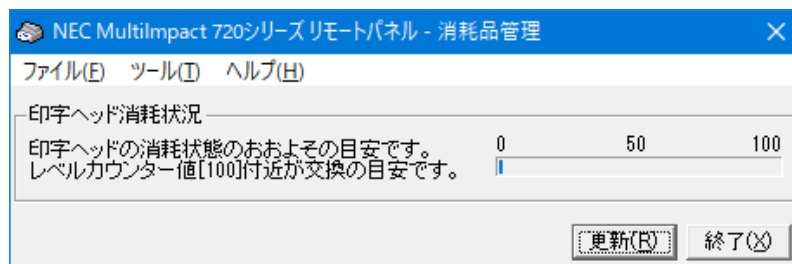 NEC MultiImpact 720シリーズ リモートパネル - 消耗品管理
ファイル(F) ツール(T) ヘルプ(H)
印字ヘッド消耗状況
印字ヘッドの消耗状態のおおよその目安です。
レベルカウンター値[100]付近が交換の目安です。
0 50 100
更新(R) 終了(X)